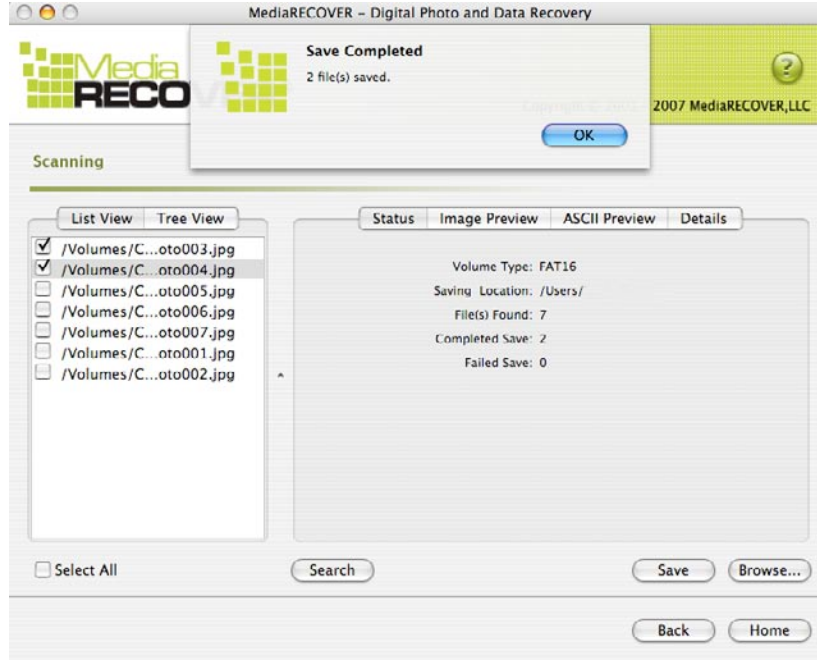 MediaRECOVER – Digital Photo and Data Recovery
Media
RECOV
Save Completed
2 file(s) saved.
OK
?
2007 MediaRECOVER,LLC
Scanning
List View
Tree View
/Volumes/C...oto003.jpg
/Volumes/C...oto004.jpg
/Volumes/C...oto005.jpg
/Volumes/C...oto006.jpg
/Volumes/C...oto007.jpg
/Volumes/C...oto001.jpg
/Volumes/C...oto002.jpg
Status
Image Preview
ASCII Preview
Details
Volume Type: FAT16
Saving Location: /Users/
File(s) Found: 7
Completed Save: 2
Failed Save: 0
Select All
Search
Save
Browse...
Back
Home